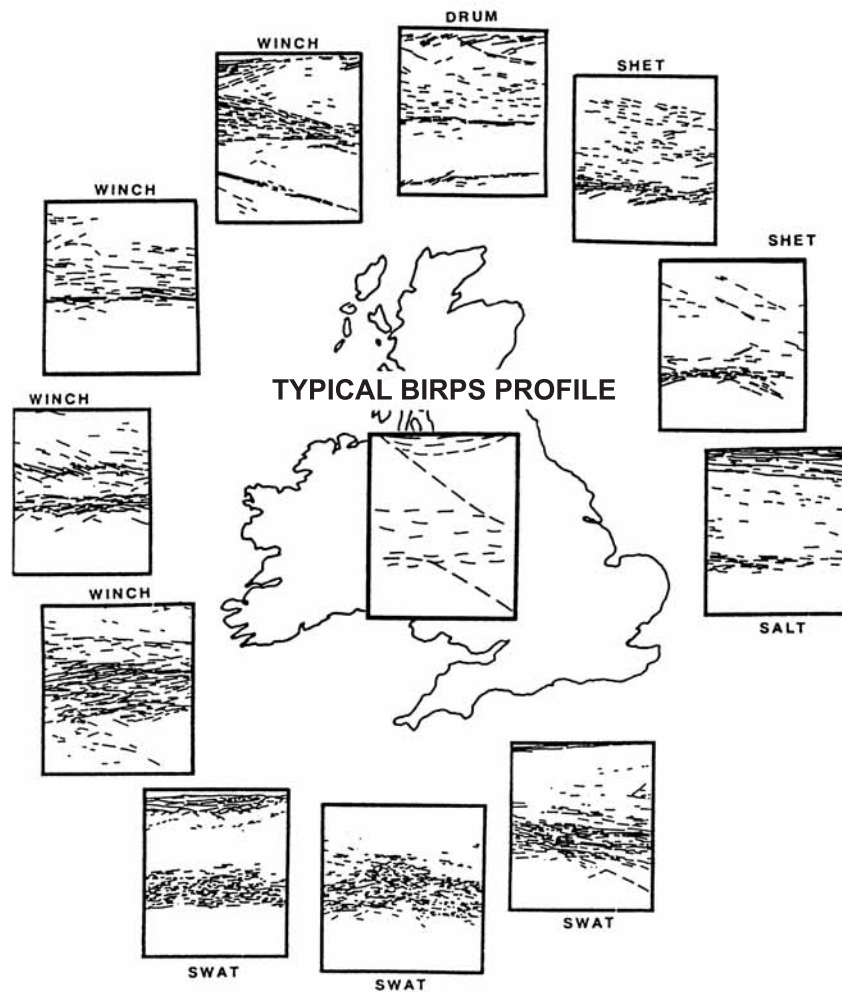 DRUM
WINCH
SHET
WINCH
SHET
TYPICAL BIRPS PROFILE
WINCH
WINCH
SALT
SWAT
SWAT
SWAT